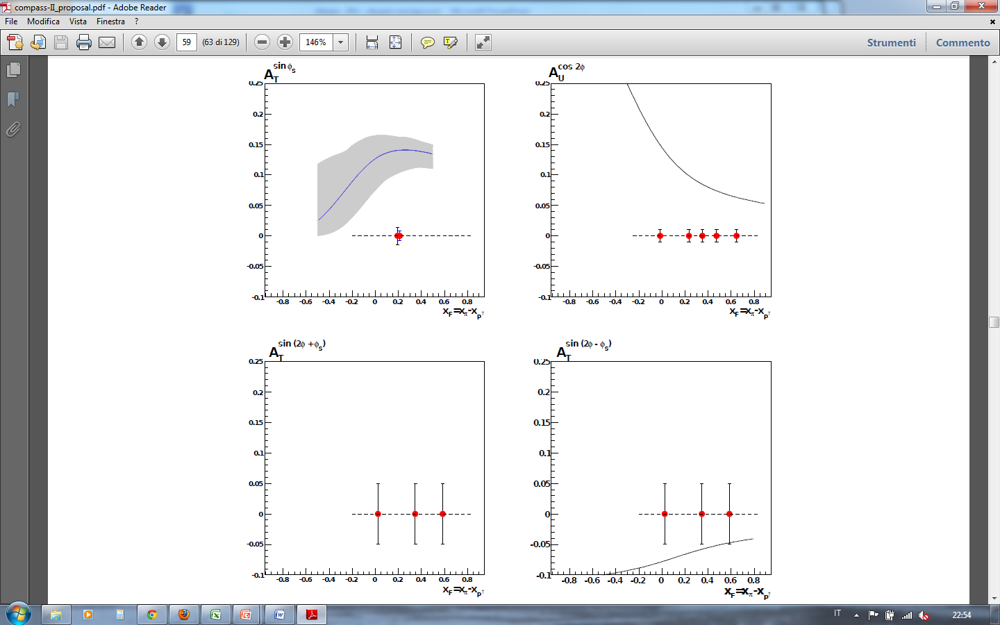 compass-II_proposal.pdf - Adobe Reader
File Modifica Vista Finestra ?
59 (63 di 129) 146% Strumenti Commento
A_T^{sin ϕ_s}
0.25
0.2
0.15
0.1
0.05
0
-0.05
-0.1
-0.8 -0.6 -0.4 -0.2 0 0.2 0.4 0.6 0.8
x_F=x_π-x_{p↑}
A_U^{cos 2ϕ}
0.25
0.2
0.15
0.1
0.05
0
-0.05
-0.1
-0.8 -0.6 -0.4 -0.2 0 0.2 0.4 0.6 0.8
x_F=x_π-x_{p↑}
A_T^{sin (2ϕ +ϕ_s)}
0.25
0.2
0.15
0.1
0.05
0
-0.05
-0.1
-0.8 -0.6 -0.4 -0.2 0 0.2 0.4 0.6 0.8
x_F=x_π-x_{p↑}
A_T^{sin (2ϕ - ϕ_s)}
0.25
0.2
0.15
0.1
0.05
0
-0.05
-0.1
-0.8 -0.6 -0.4 -0.2 0 0.2 0.4 0.6 0.8
x_F=x_π-x_{p↑}
IT 22:54